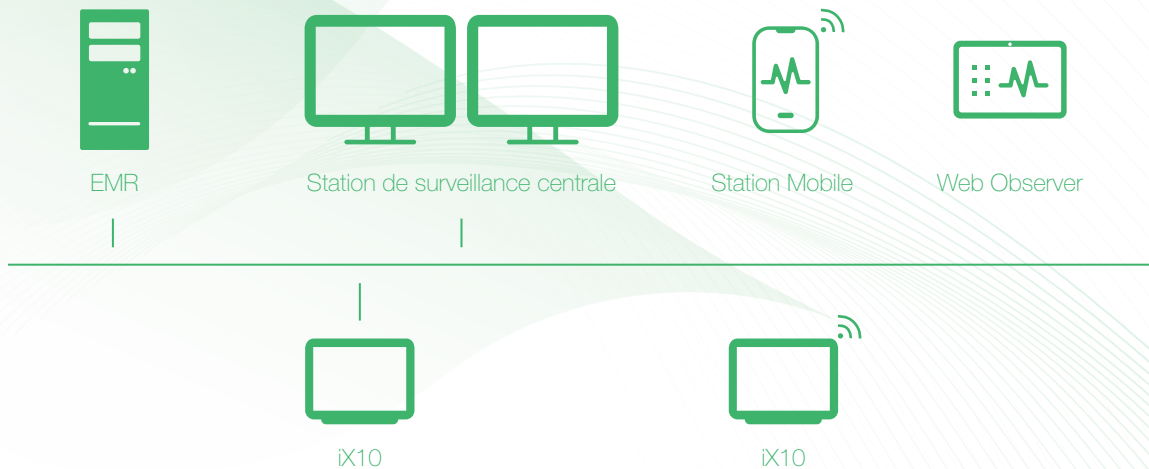 EMR
Station de surveillance centrale
Station Mobile
Web Observer
iX10
iX10